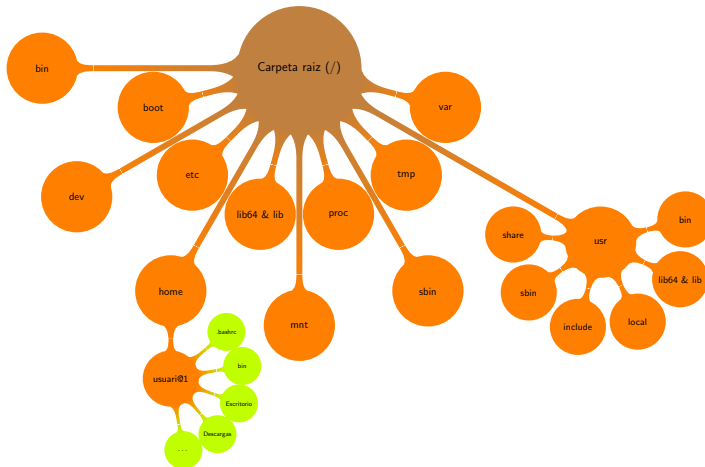 Carpeta raiz (/)
bin
boot
var
dev
etc
tmp
lib64 & lib
proc
home
mnt
sbin
usr
share
bin
sbin
lib64 & lib
include
local
usuari@1
.bashrc
bin
Escritorio
Descargas
...